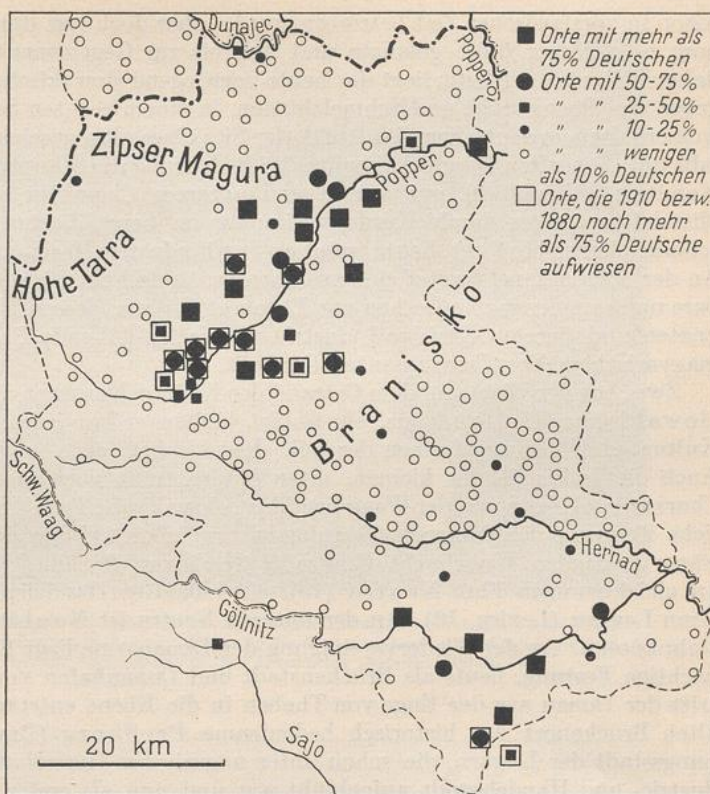 Dunajec
Popper
Orte mit mehr als
75% Deutschen
Orte mit 50-75%
" " 25-50%
" " 10-25%
" " weniger
als 10% Deutschen
Orte, die 1910 bezw.
1880 noch mehr
als 75% Deutsche
aufwiesen
Zipser Magura
Popper
Hohe Tatra
Branisko
Schw. Waag
Hernad
Göllnitz
20 km
Sajo